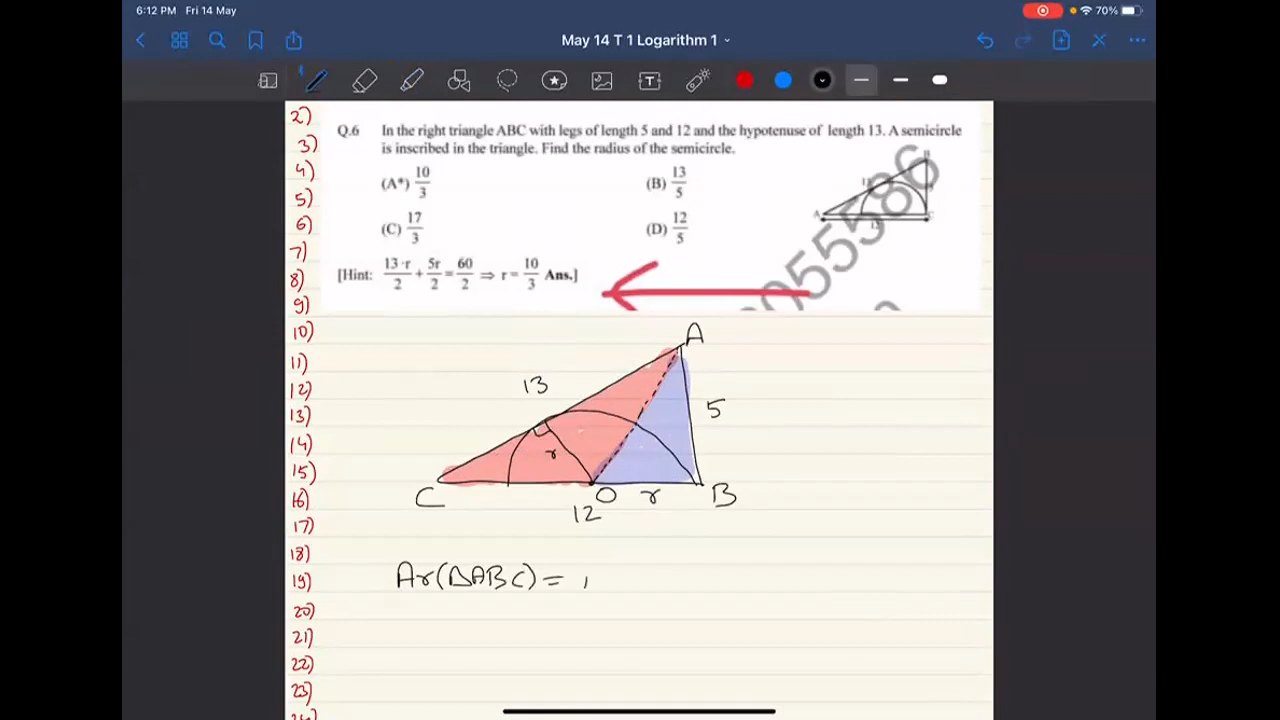 6:12 PM Fri 14 May
70%
May 14 T 1 Logarithm 1
2)
3)
4)
5)
6)
7)
8)
9)
10)
11)
12)
13)
14)
15)
16)
17)
18)
19)
20)
21)
22)
23)
Q.6 In the right triangle ABC with legs of length 5 and 12 and the hypotenuse of length 13. A semicircle
is inscribed in the triangle. Find the radius of the semicircle.
(A*) 10/3 (B) 13/5
(C) 17/3 (D) 12/5
[Hint: 13·r/2 + 5r/2 = 60/2 ⇒ r = 10/3 Ans.]
A
B
C
12
55586
A
13
5
r
C
O
r
B
12
Ar(ΔABC) =